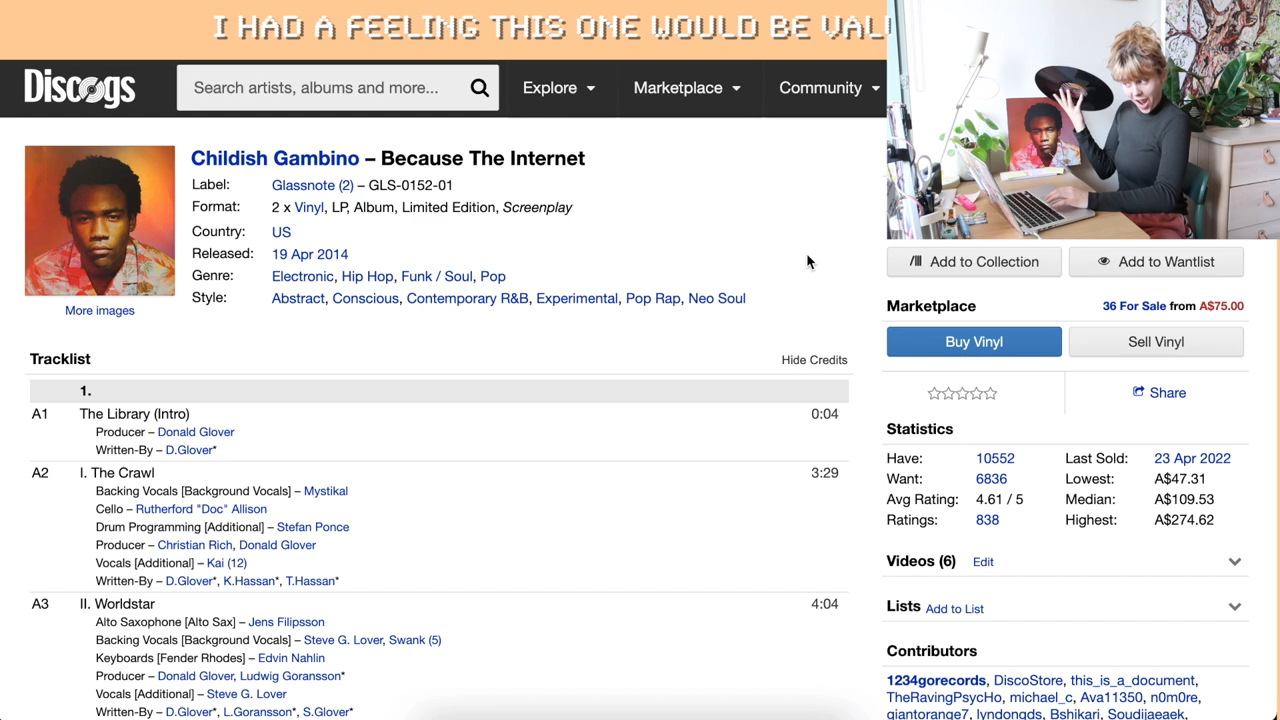 I HAD A FEELING THIS ONE WOULD BE
Discogs
Search artists, albums and more...
Explore
Marketplace
Community
Childish Gambino – Because The Internet
Label: Glassnote (2) – GLS-0152-01
Format: 2 x Vinyl, LP, Album, Limited Edition, Screenplay
Country: US
Released: 19 Apr 2014
Genre: Electronic, Hip Hop, Funk / Soul, Pop
Style: Abstract, Conscious, Contemporary R&B, Experimental, Pop Rap, Neo Soul
More images
Tracklist
Hide Credits
1.
A1 The Library (Intro) 0:04
Producer – Donald Glover
Written-By – D.Glover*
A2 I. The Crawl 3:29
Backing Vocals [Background Vocals] – Mystikal
Cello – Rutherford "Doc" Allison
Drum Programming [Additional] – Stefan Ponce
Producer – Christian Rich, Donald Glover
Vocals [Additional] – Kai (12)
Written-By – D.Glover*, K.Hassan*, T.Hassan*
A3 II. Worldstar 4:04
Alto Saxophone [Alto Sax] – Jens Filipsson
Backing Vocals [Background Vocals] – Steve G. Lover, Swank (5)
Keyboards [Fender Rhodes] – Edvin Nahlin
Producer – Donald Glover, Ludwig Goransson*
Vocals [Additional] – Steve G. Lover
Written-By – D.Glover*, L.Goransson*, S.Glover*
Add to Collection
Add to Wantlist
Marketplace
36 For Sale from A$75.00
Buy Vinyl
Sell Vinyl
Share
Statistics
Have: 10552 Last Sold: 23 Apr 2022
Want: 6836 Lowest: A$47.31
Avg Rating: 4.61 / 5 Median: A$109.53
Ratings: 838 Highest: A$274.62
Videos (6) Edit
Lists Add to List
Contributors
1234gorecords, DiscoStore, this_is_a_document,
TheRavingPsycHo, michael_c, Ava11350, n0m0re,
giantorange7, lyndongds, Bshikari, Soudijaeaek,